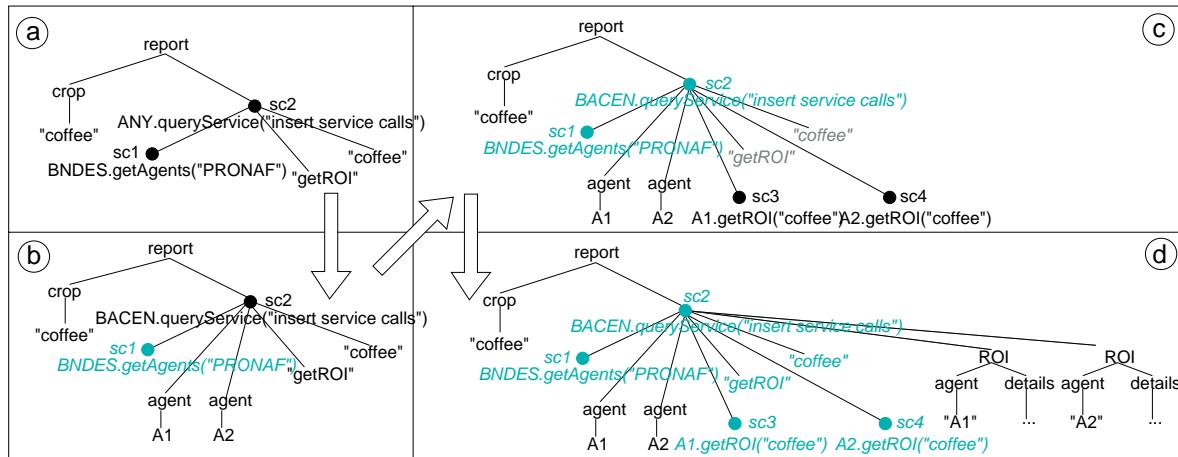 a
report
crop
"coffee"
sc2
ANY.queryService("insert service calls")
sc1
BNDES.getAgents("PRONAF")
"coffee"
"getROI"
b
report
crop
"coffee"
sc2
BACEN.queryService("insert service calls")
sc1
BNDES.getAgents("PRONAF")
"coffee"
"getROI"
agent
agent
A1
A2
c
report
crop
"coffee"
sc2
BACEN.queryService("insert service calls")
sc1
BNDES.getAgents("PRONAF")
"coffee"
"getROI"
agent
agent
A1
A2
sc3
A1.getROI("coffee")
sc4
A2.getROI("coffee")
d
report
crop
"coffee"
sc2
BACEN.queryService("insert service calls")
sc1
BNDES.getAgents("PRONAF")
"coffee"
"getROI"
agent
agent
A1
A2
sc3
A1.getROI("coffee")
sc4
A2.getROI("coffee")
ROI
agent
details
"A1"
...
ROI
agent
details
"A2"
...